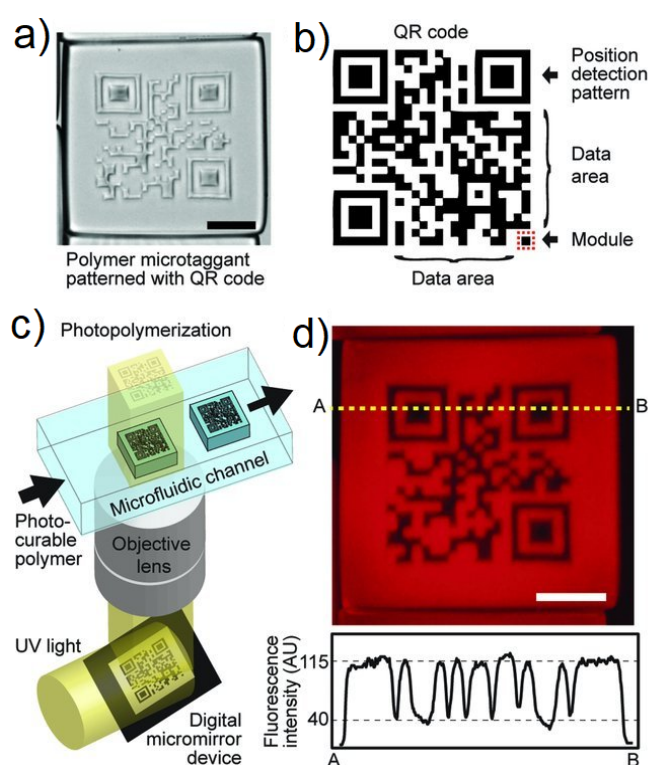 a)
Polymer microtaggant
patterned with QR code
b)
QR code
Position
detection
pattern
Data
area
Module
Data area
c)
Photopolymerization
Microfluidic channel
Photo-
curable
polymer
Objective
lens
UV light
Digital
micromirror
device
d)
A
B
Fluorescence
intensity (AU)
115
40
A
B